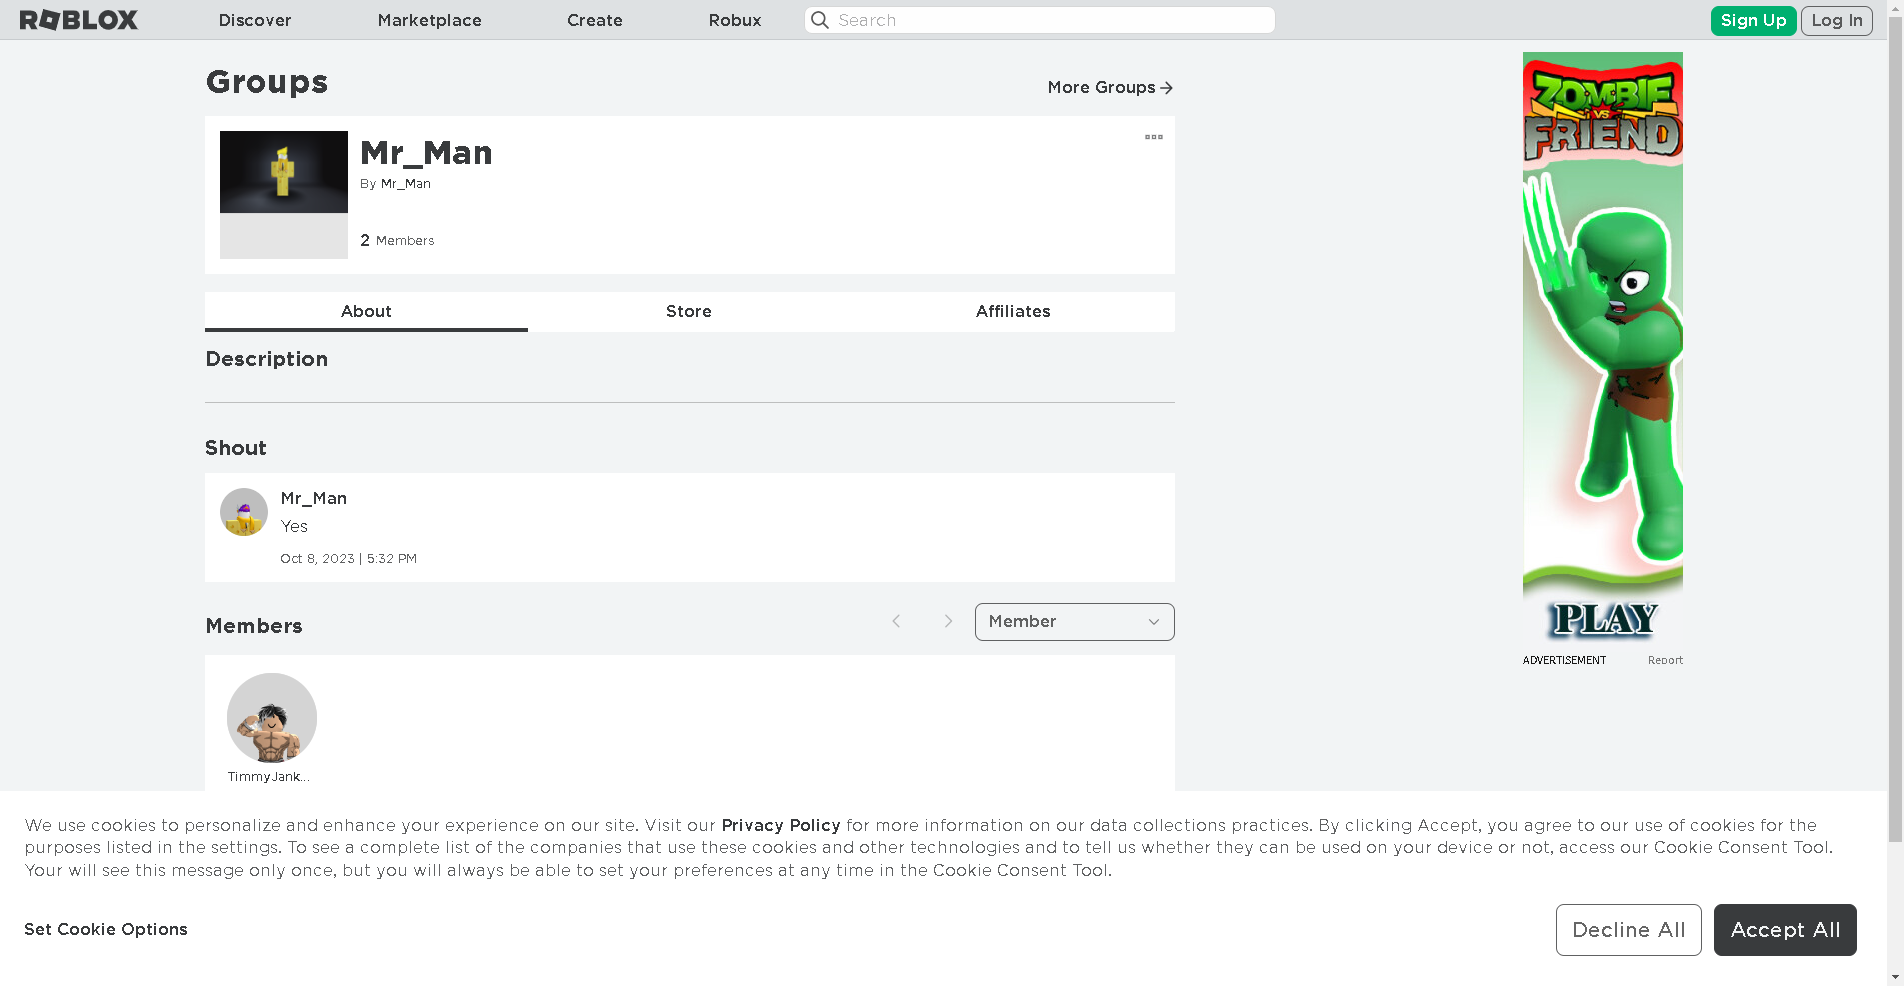 ROBLOX
Discover
Marketplace
Create
Robux
Search
Sign Up
Log In
Groups
More Groups
Mr_Man
By Mr_Man
2 Members
About
Store
Affiliates
Description
Shout
Mr_Man
Yes
Oct 8, 2023 | 5:32 PM
Members
Member
TimmyJank...
ZOMBIE
VS
FRIEND
PLAY
ADVERTISEMENT
Report
We use cookies to personalize and enhance your experience on our site. Visit our Privacy Policy for more information on our data collections practices. By clicking Accept, you agree to our use of cookies for the
purposes listed in the settings. To see a complete list of the companies that use these cookies and other technologies and to tell us whether they can be used on your device or not, access our Cookie Consent Tool.
Your will see this message only once, but you will always be able to set your preferences at any time in the Cookie Consent Tool.
Set Cookie Options
Decline All
Accept All